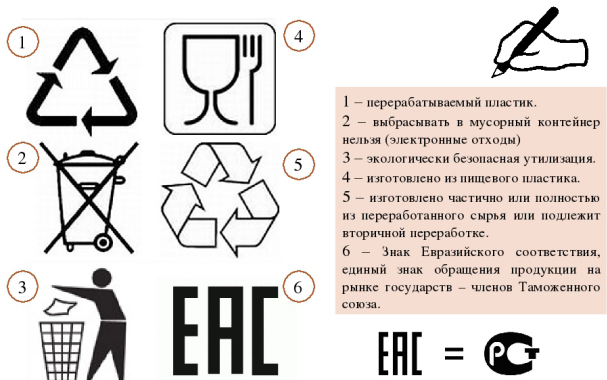 1
4
2
5
3
6
EAC
1 – перерабатываемый пластик.
2 – выбрасывать в мусорный контейнер
нельзя (электронные отходы)
3 – экологически безопасная утилизация.
4 – изготовлено из пищевого пластика.
5 – изготовлено частично или полностью
из переработанного сырья или подлежит
вторичной переработке.
6 – Знак Евразийского соответствия,
единый знак обращения продукции на
рынке государств – членов Таможенного
союза.
EAC = РСТ